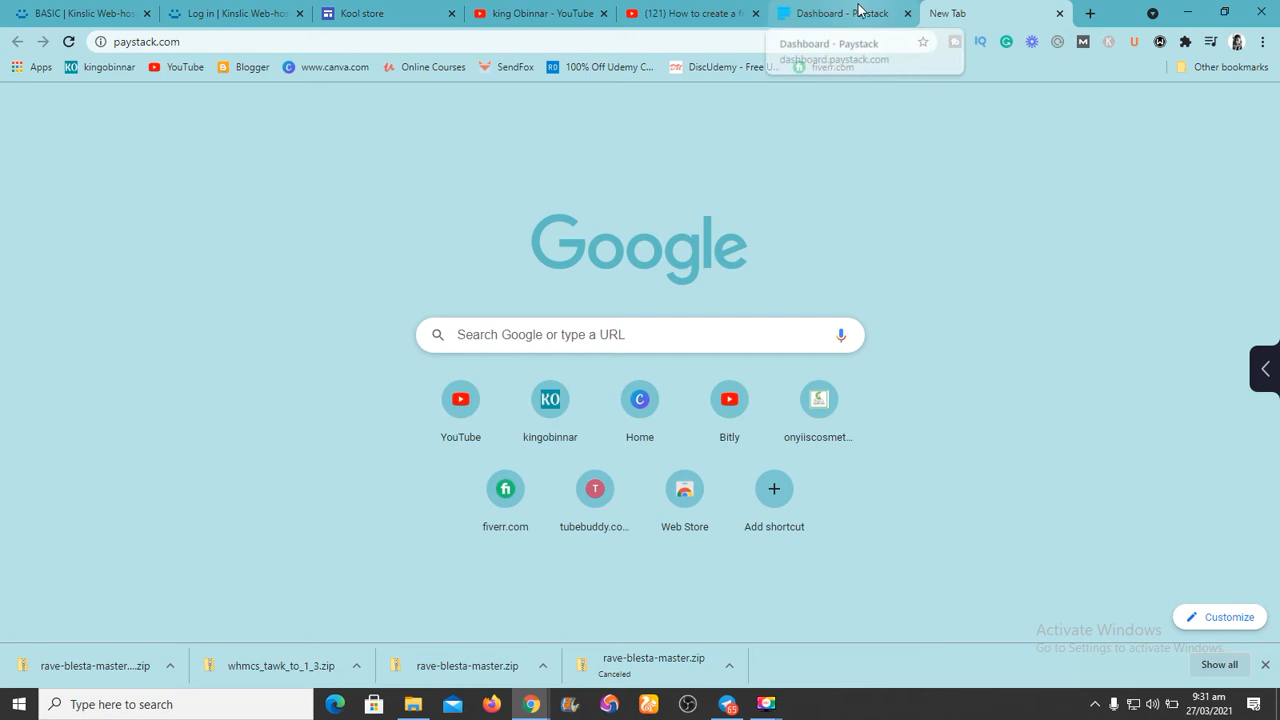 BASIC | Kinslic Web-hos
Log in | Kinslic Web-hos
Kool store
king Obinnar - YouTube
(121) How to create a f
Dashboard - Paystack
New Tab
paystack.com
Dashboard - Paystack
dashboard.paystack.com
Apps
KO
YouTube
Blogger
www.canva.com
Online Courses
SendFox
100% Off Udemy C...
DiscUdemy - Free U...
fiverr.com
Other bookmarks
Google
Search Google or type a URL
YouTube
KO
kingobinnar
Home
Bitly
onyiiscosmet...
fiverr.com
T
tubebuddy.co...
Web Store
Add shortcut
Customize
Activate Windows
Go to Settings to activate Windows.
rave-blesta-master....zip
whmcs_tawk_to_1_3.zip
rave-blesta-master.zip
rave-blesta-master.zip
Canceled
Show all
Type here to search
65
9:31 am
27/03/2021